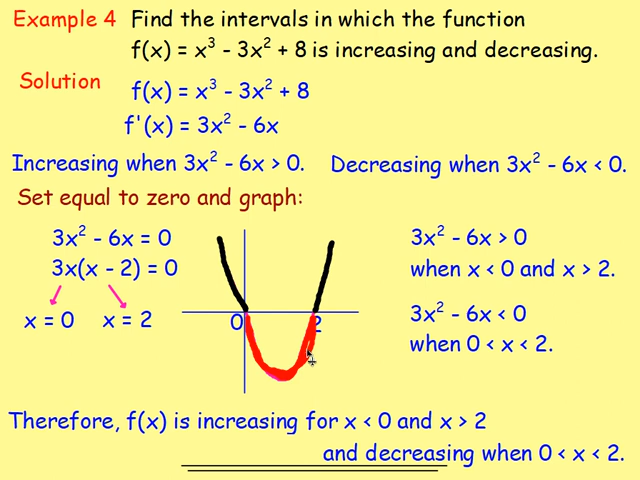 Example 4 Find the intervals in which the function
f(x) = x³ - 3x² + 8 is increasing and decreasing.
Solution
f(x) = x³ - 3x² + 8
f'(x) = 3x² - 6x
Increasing when 3x² - 6x > 0. Decreasing when 3x² - 6x < 0.
Set equal to zero and graph:
3x² - 6x = 0
3x(x - 2) = 0
x = 0 x = 2
0 2
3x² - 6x > 0
when x < 0 and x > 2.
3x² - 6x < 0
when 0 < x < 2.
Therefore, f(x) is increasing for x < 0 and x > 2
and decreasing when 0 < x < 2.